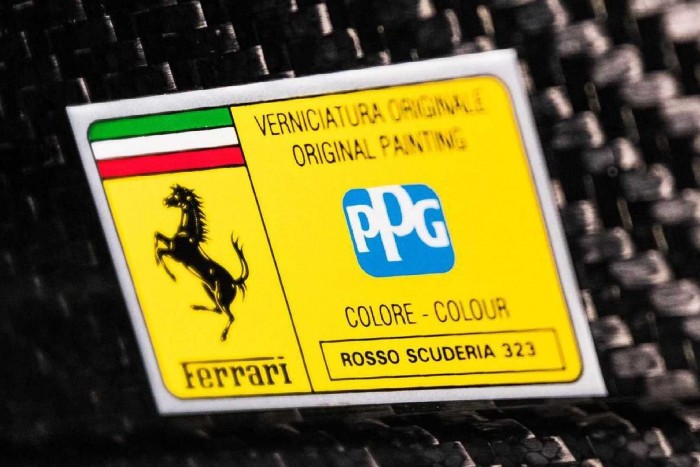 VERNICIATURA ORIGINALE
ORIGINAL PAINTING
PPG
COLORE - COLOUR
ROSSO SCUDERIA 323
Ferrari